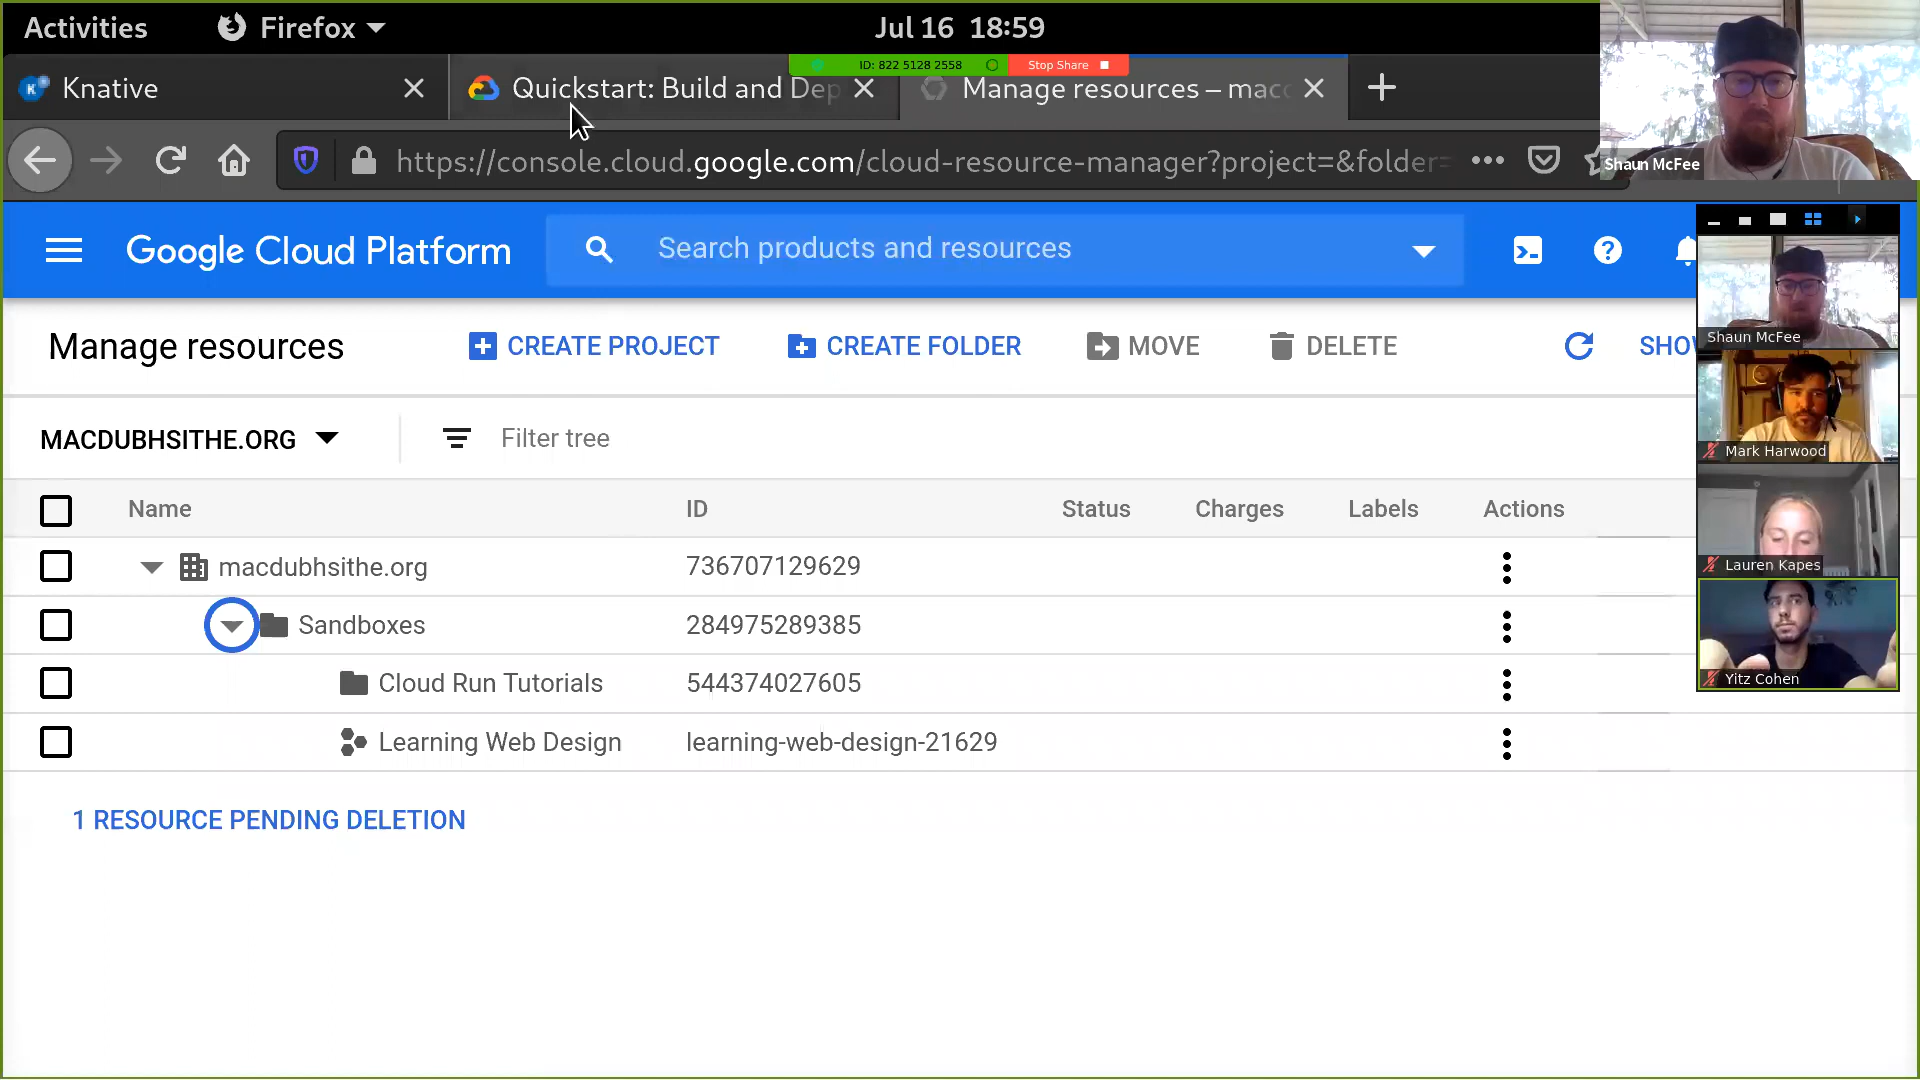 Activities
Firefox
Jul 16 18:59
ID: 822 5128 2558
Stop Share
Knative
Quickstart: Build and Dep
Manage resources – mac
https://console.cloud.google.com/cloud-resource-manager?project=&folder=
Shaun McFee
Google Cloud Platform
Search products and resources
Manage resources
CREATE PROJECT
CREATE FOLDER
MOVE
DELETE
SHOW
Shaun McFee
MACDUBHSITHE.ORG
Filter tree
Mark Harwood
Name ID Status Charges Labels Actions
macdubhsithe.org 736707129629
Lauren Kapes
Sandboxes 284975289385
Cloud Run Tutorials 544374027605
Yitz Cohen
Learning Web Design learning-web-design-21629
1 RESOURCE PENDING DELETION